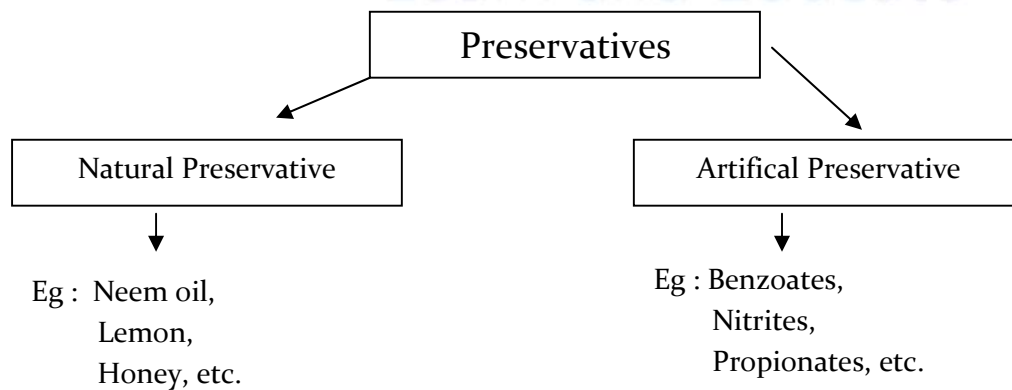 Preservatives
Natural Preservative
Artifical Preservative
Eg : Neem oil,
Lemon,
Honey, etc.
Eg : Benzoates,
Nitrites,
Propionates, etc.